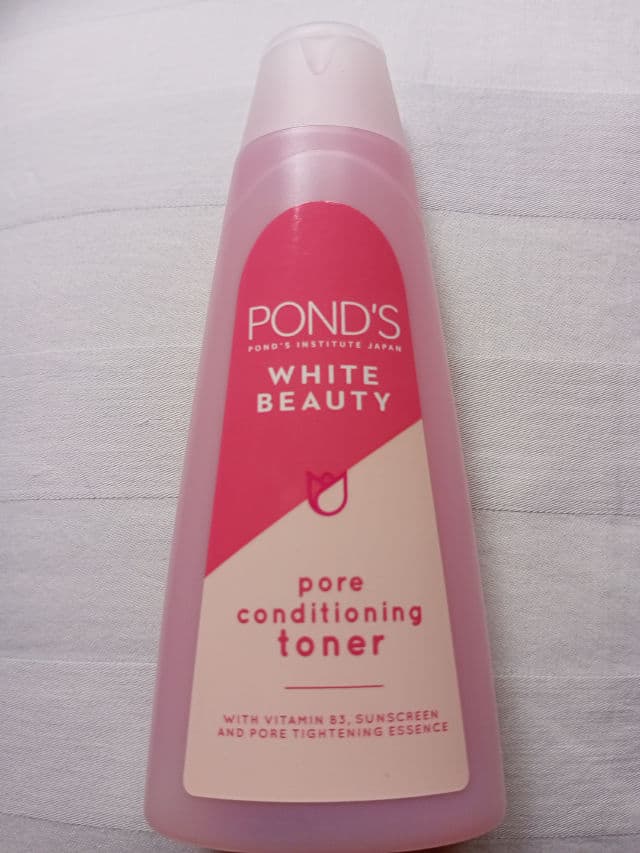 POND'S
POND'S INSTITUTE JAPAN
WHITE
BEAUTY
pore
conditioning
toner
WITH VITAMIN B3, SUNSCREEN
AND PORE TIGHTENING ESSENCE